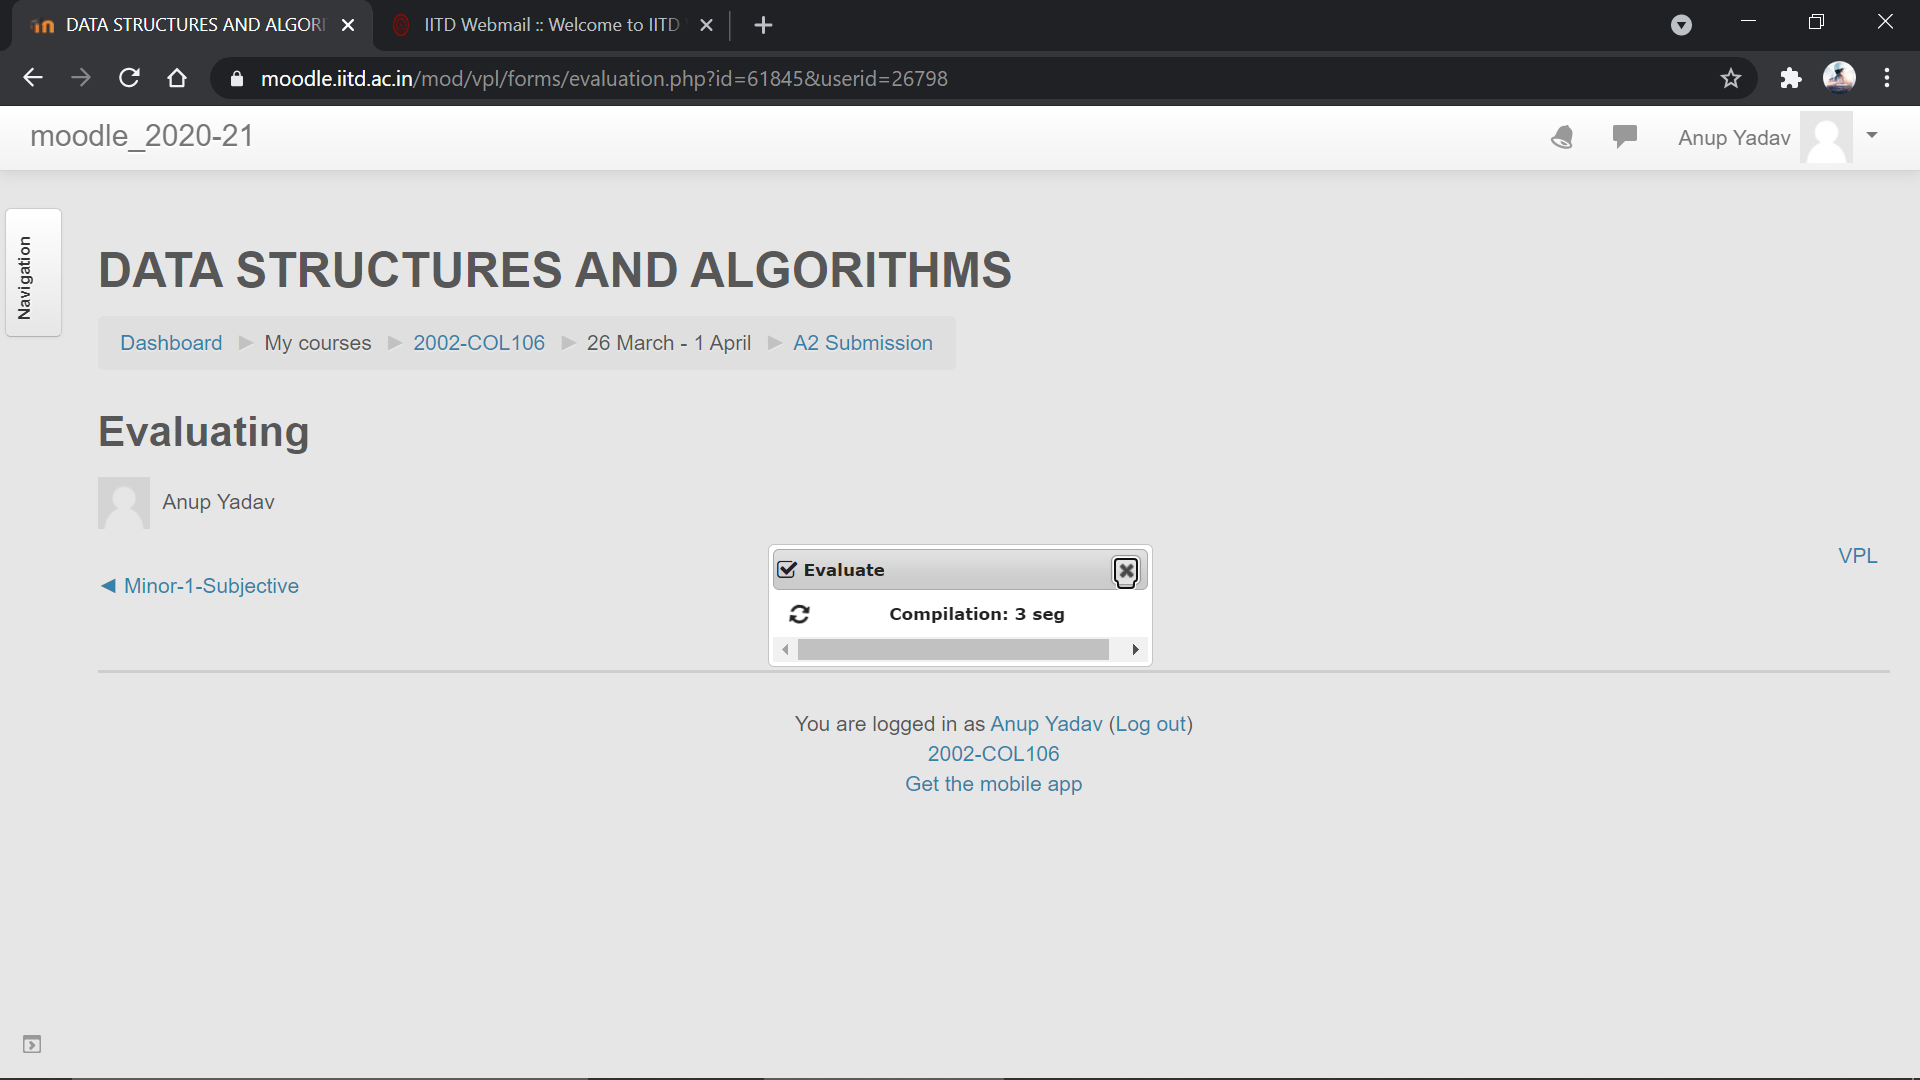 DATA STRUCTURES AND ALGORI
IITD Webmail :: Welcome to IITD
moodle.iitd.ac.in/mod/vpl/forms/evaluation.php?id=61845&userid=26798
moodle_2020-21
Anup Yadav
Navigation
DATA STRUCTURES AND ALGORITHMS
Dashboard ► My courses ► 2002-COL106 ► 26 March - 1 April ► A2 Submission
Evaluating
Anup Yadav
VPL
◄ Minor-1-Subjective
Evaluate
Compilation: 3 seg
You are logged in as Anup Yadav (Log out)
2002-COL106
Get the mobile app